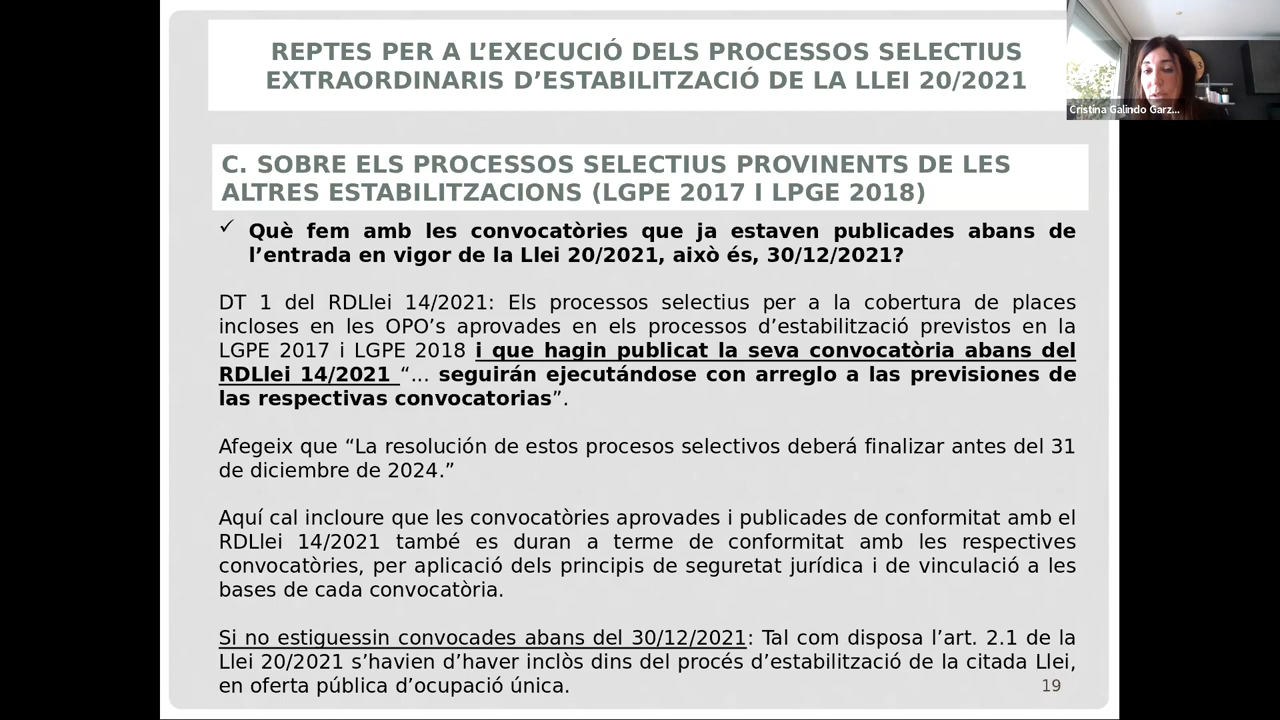 REPTES PER A L’EXECUCIÓ DELS PROCESSOS SELECTIUS
EXTRAORDINARIS D’ESTABILITZACIÓ DE LA LLEI 20/2021
Cristina Galindo Garz...
C. SOBRE ELS PROCESSOS SELECTIUS PROVINENTS DE LES
ALTRES ESTABILITZACIONS (LGPE 2017 I LPGE 2018)
✓ Què fem amb les convocatòries que ja estaven publicades abans de
l’entrada en vigor de la Llei 20/2021, això és, 30/12/2021?
DT 1 del RDLlei 14/2021: Els processos selectius per a la cobertura de places
incloses en les OPO’s aprovades en els processos d’estabilització previstos en la
LGPE 2017 i LGPE 2018 i que hagin publicat la seva convocatòria abans del
RDLlei 14/2021 “... seguirán ejecutándose con arreglo a las previsiones de
las respectivas convocatorias”.
Afegeix que “La resolución de estos procesos selectivos deberá finalizar antes del 31
de diciembre de 2024.”
Aquí cal incloure que les convocatòries aprovades i publicades de conformitat amb el
RDLlei 14/2021 també es duran a terme de conformitat amb les respectives
convocatòries, per aplicació dels principis de seguretat jurídica i de vinculació a les
bases de cada convocatòria.
Si no estiguessin convocades abans del 30/12/2021: Tal com disposa l’art. 2.1 de la
Llei 20/2021 s’havien d’haver inclòs dins del procés d’estabilització de la citada Llei,
en oferta pública d’ocupació única.
19